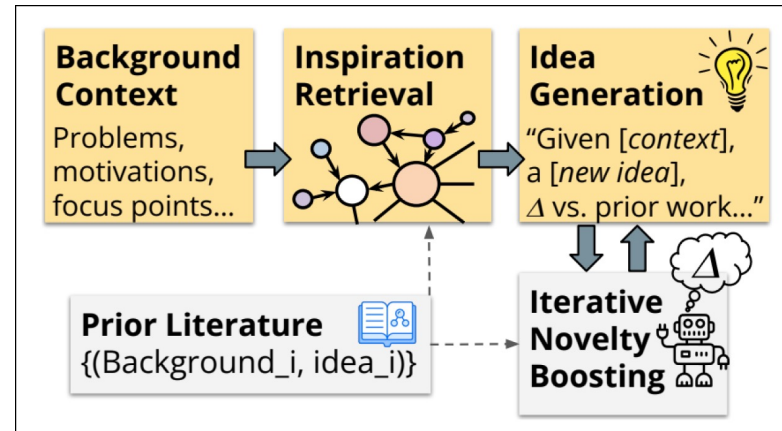 Background
Context
Problems,
motivations,
focus points...
Inspiration
Retrieval
Idea
Generation
“Given [context],
a [new idea],
Δ vs. prior work...”
Prior Literature
{(Background_i, idea_i)}
Iterative
Novelty
Boosting
Δ